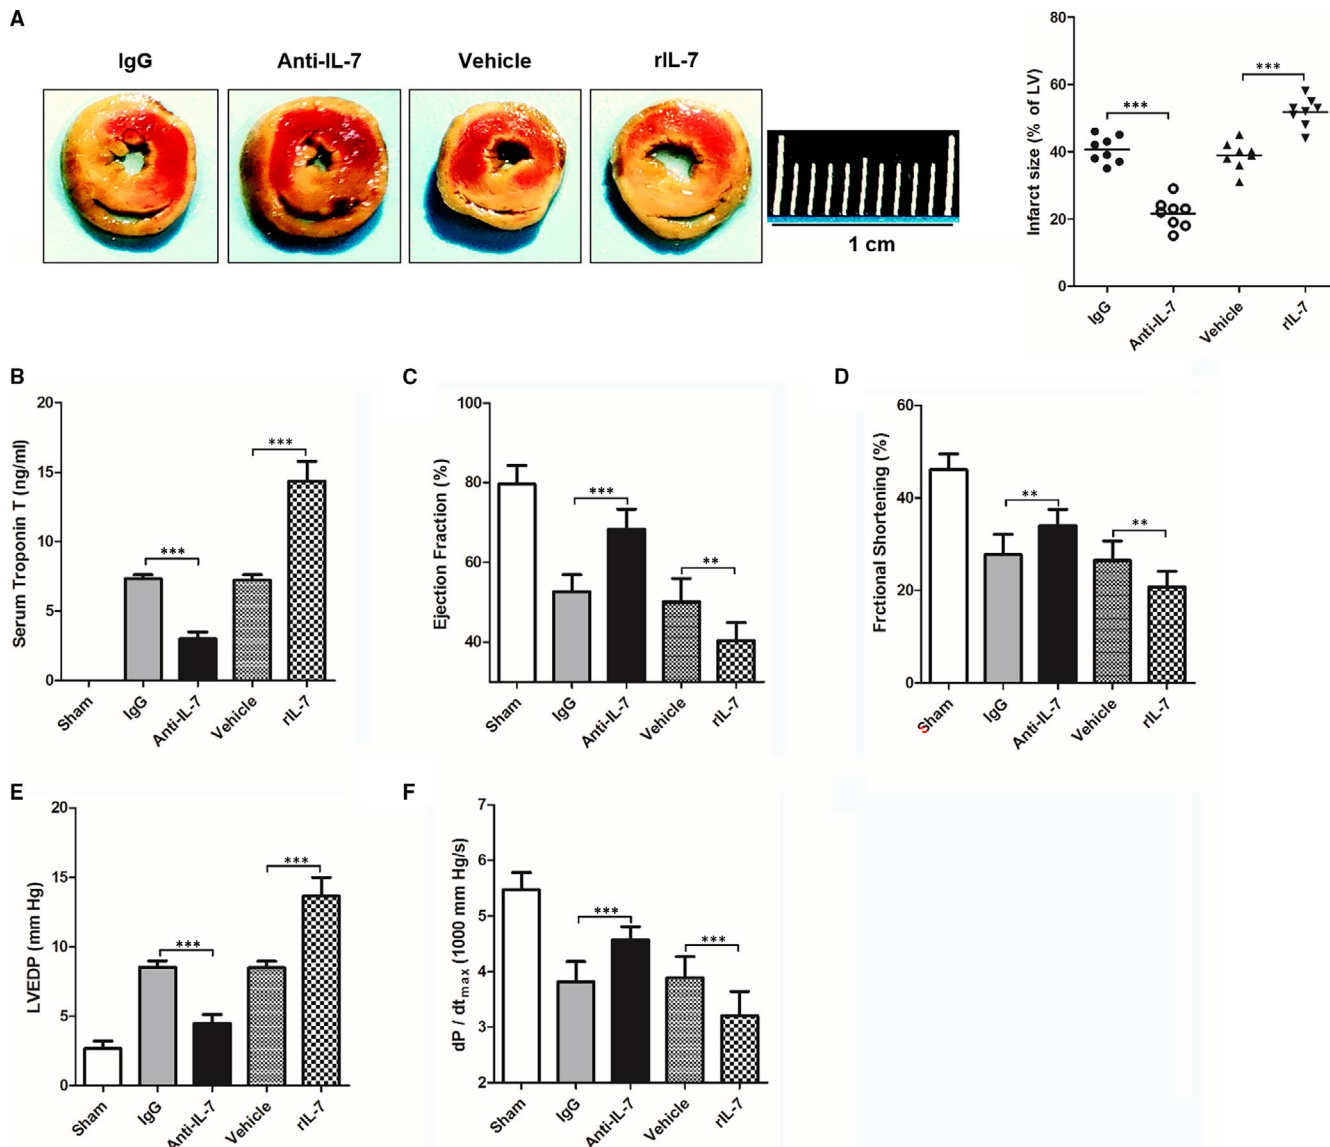 A
IgG
Anti-IL-7
Vehicle
rIL-7
1 cm
Infarct size (% of LV)
80
60
40
20
0
***
***
IgG
Anti-IL-7
Vehicle
rIL-7
B
Serum Troponin T (ng/ml)
20
15
10
5
0
***
***
Sham
IgG
Anti-IL-7
Vehicle
rIL-7
C
Ejection Fraction (%)
100
80
60
40
***
**
Sham
IgG
Anti-IL-7
Vehicle
rIL-7
D
Frctional Shortening (%)
60
40
20
0
**
**
Sham
IgG
Anti-IL-7
Vehicle
rIL-7
E
LVEDP (mm Hg)
20
15
10
5
0
***
***
Sham
IgG
Anti-IL-7
Vehicle
rIL-7
F
dP / dtmax (1000 mm Hg/s)
7
6
5
4
3
2
***
***
Sham
IgG
Anti-IL-7
Vehicle
rIL-7